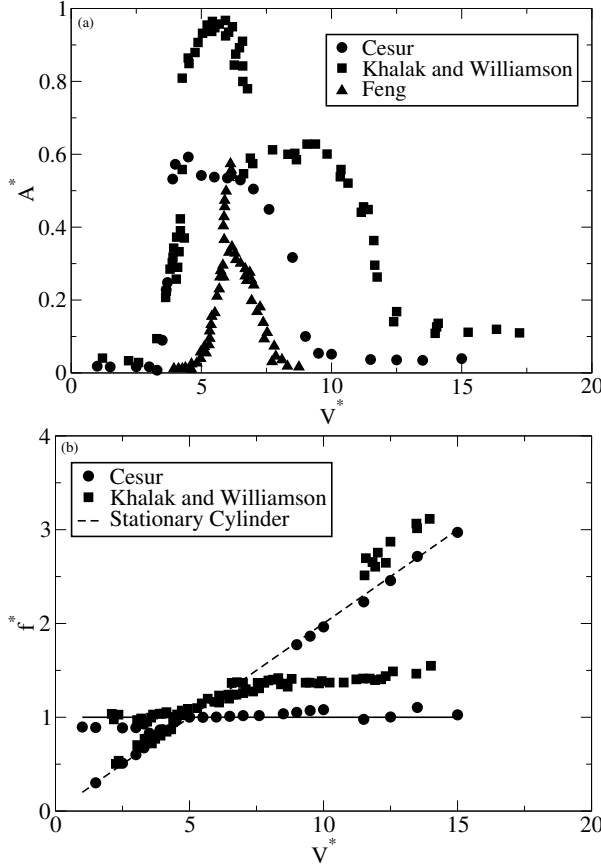 (a)
Cesur
Khalak and Williamson
Feng
1
0.8
0.6
0.4
0.2
0
A*
0 5 10 15 20
V*
(b)
Cesur
Khalak and Williamson
Stationary Cylinder
4
3
2
1
0
f*
0 5 10 15 20
V*